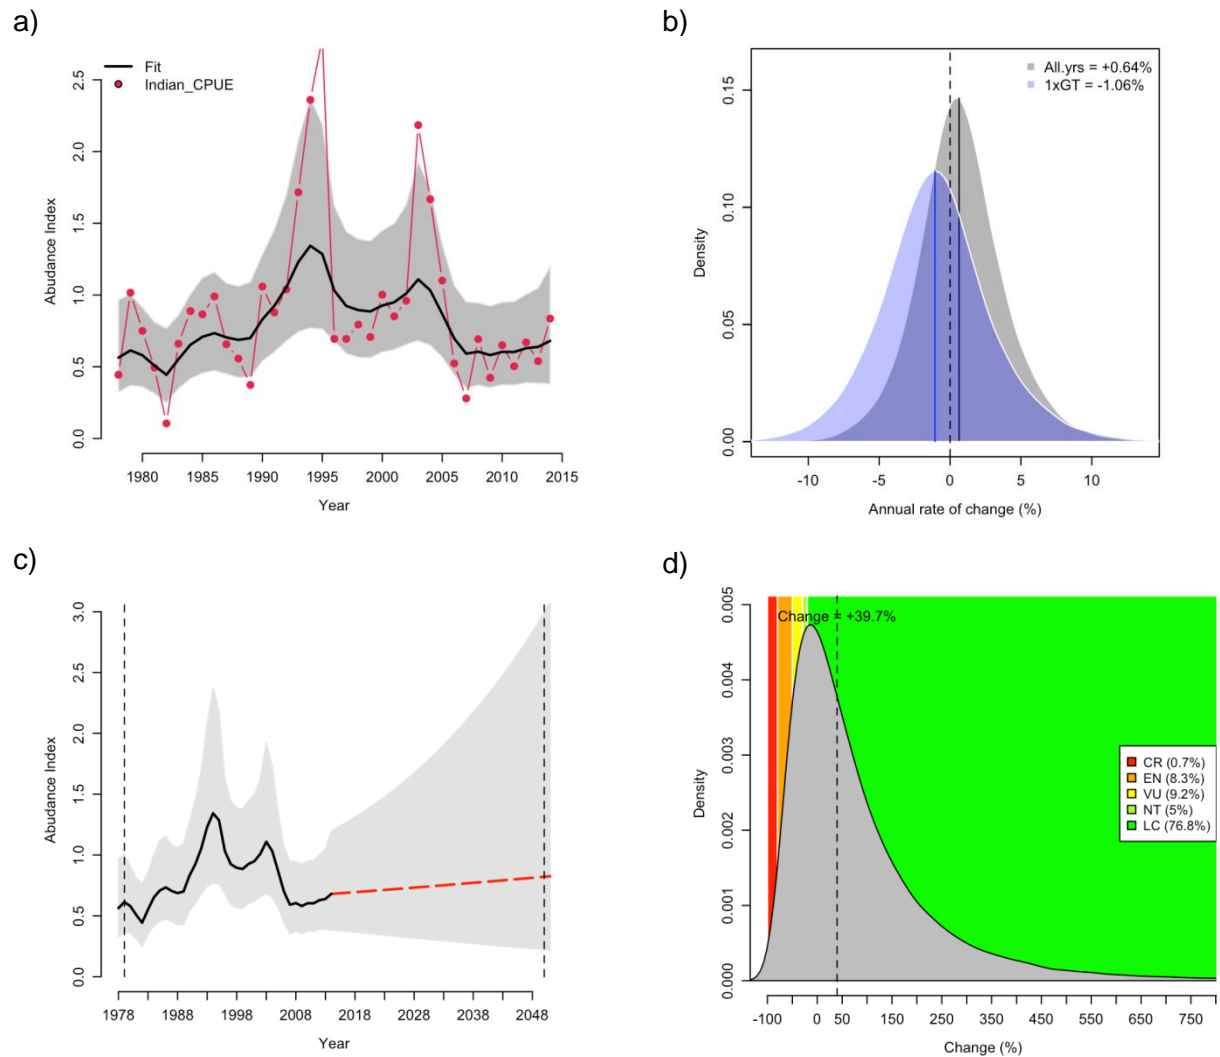 a)
Fit
Indian_CPUE
Abudance Index
0.0 0.5 1.0 1.5 2.0 2.5
1980 1985 1990 1995 2000 2005 2010 2015
Year
b)
All.yrs = +0.64%
1xGT = -1.06%
Density
0.00 0.05 0.10 0.15
-10 -5 0 5 10
Annual rate of change (%)
c)
Abudance Index
0.0 0.5 1.0 1.5 2.0 2.5 3.0
1978 1988 1998 2008 2018 2028 2038 2048
Year
d)
Change = +39.7%
CR (0.7%)
EN (8.3%)
VU (9.2%)
NT (5%)
LC (76.8%)
Density
0.000 0.001 0.002 0.003 0.004 0.005
-100 0 50 150 250 350 450 550 650 750
Change (%)